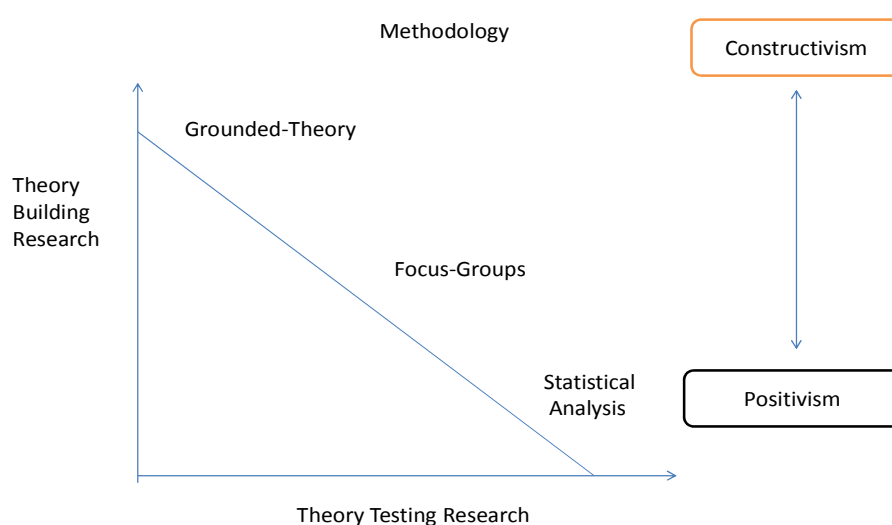 Methodology
Constructivism
Grounded-Theory
Theory
Building
Research
Focus-Groups
Statistical
Analysis
Positivism
Theory Testing Research